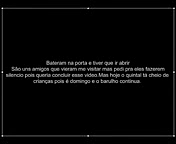 Bateram na porta e tiver que ir abrir
São uns amigos que vieram me visitar mas pedi pra eles fazerem
silencio pois queria concluir esse video.Mas hoje o quintal tá cheio de
crianças pois é domingo e o barulho continua.